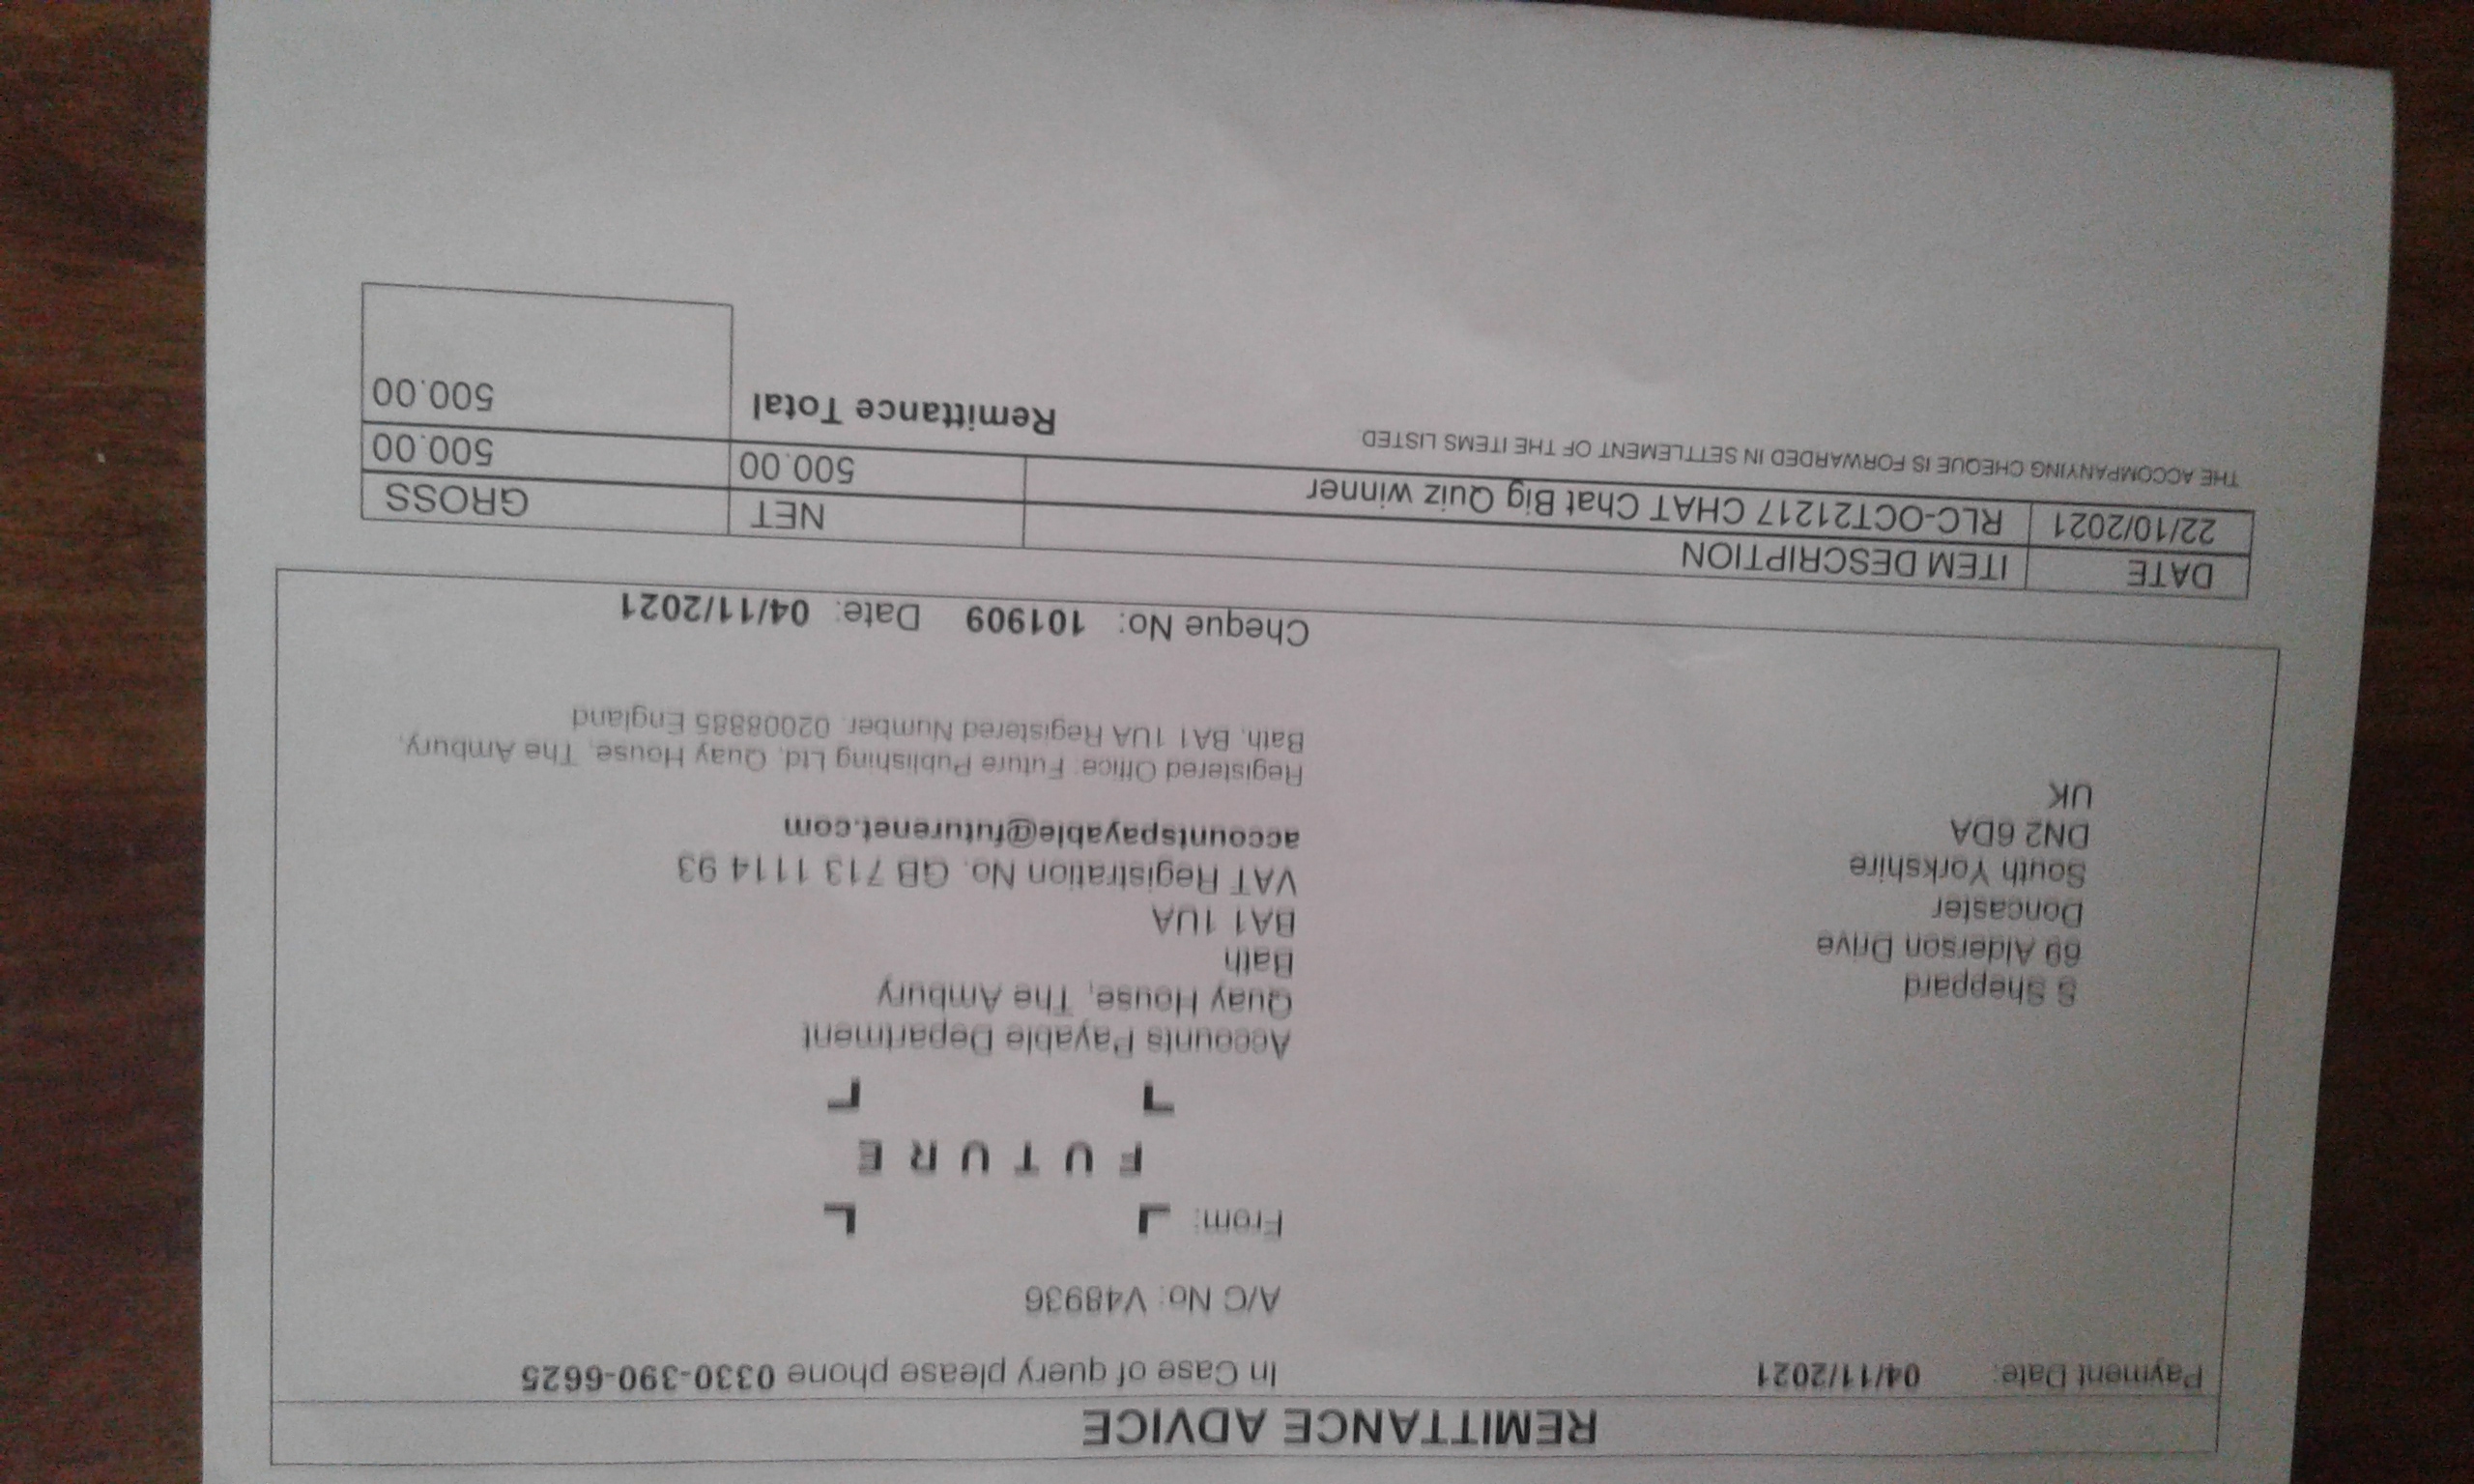 REMITTANCE ADVICE
Payment Date: 04/11/2021
In Case of query please phone 0330-390-6625
A/C No: V48936
From:
FUTURE
S Sheppard
69 Alderson Drive
Doncaster
South Yorkshire
DN2 6DA
UK
Accounts Payable Department
Quay House, The Ambury
Bath
BA1 1UA
VAT Registration No. GB 713 1114 93
accountspayable@futurenet.com
Registered Office: Future Publishing Ltd, Quay House, The Ambury,
Bath, BA1 1UA Registered Number: 02008885 England
Cheque No: 101909 Date: 04/11/2021
DATE ITEM DESCRIPTION NET GROSS
22/10/2021 RLC-OCT21217 CHAT Chat Big Quiz winner 500.00 500.00
THE ACCOMPANYING CHEQUE IS FORWARDED IN SETTLEMENT OF THE ITEMS LISTED
Remittance Total 500.00